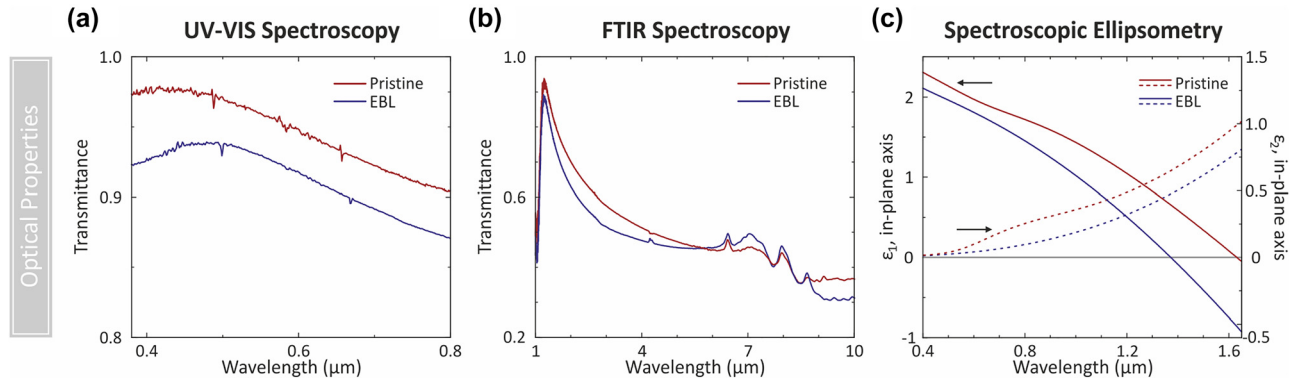 Optical Properties
(a)
UV-VIS Spectroscopy
1.0
0.9
0.8
Transmittance
Pristine
EBL
0.4
0.6
0.8
Wavelength (μm)
(b)
FTIR Spectroscopy
1.0
0.6
0.2
Transmittance
Pristine
EBL
1
4
7
10
Wavelength (μm)
(c)
Spectroscopic Ellipsometry
2
1
0
-1
ε₁, in-plane axis
Pristine
EBL
1.5
1.0
0.5
0
-0.5
ε₂, in-plane axis
0.4
0.8
1.2
1.6
Wavelength (μm)